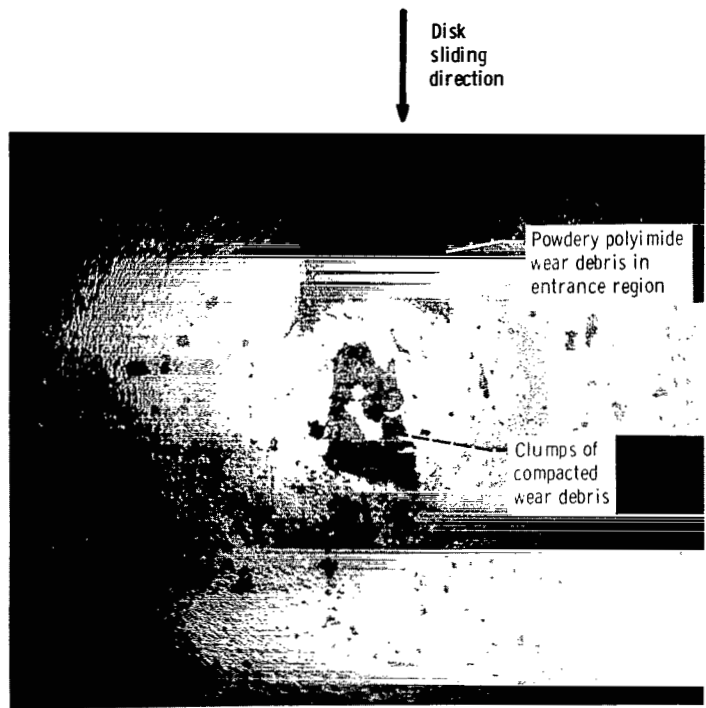 Disk
sliding
direction
Powdery polyimide
wear debris in
entrance region
Clumps of
compacted
wear debris